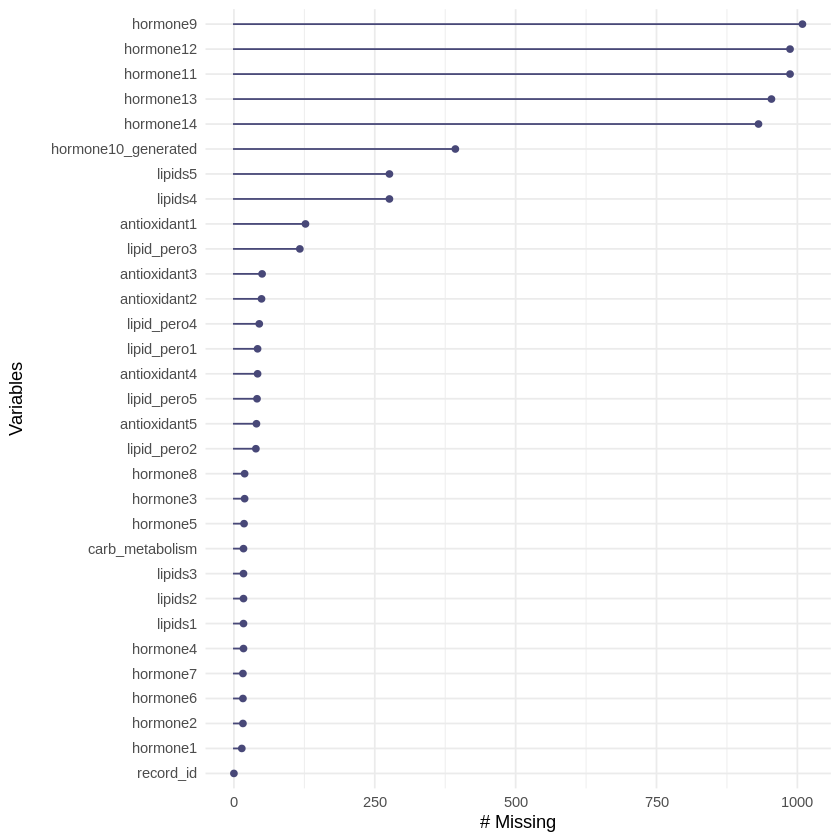 hormone9
hormone12
hormone11
hormone13
hormone14
hormone10_generated
lipids5
lipids4
antioxidant1
lipid_pero3
antioxidant3
antioxidant2
lipid_pero4
lipid_pero1
antioxidant4
lipid_pero5
antioxidant5
lipid_pero2
hormone8
hormone3
hormone5
carb_metabolism
lipids3
lipids2
lipids1
hormone4
hormone7
hormone6
hormone2
hormone1
record_id
Variables
0 250 500 750 1000
# Missing